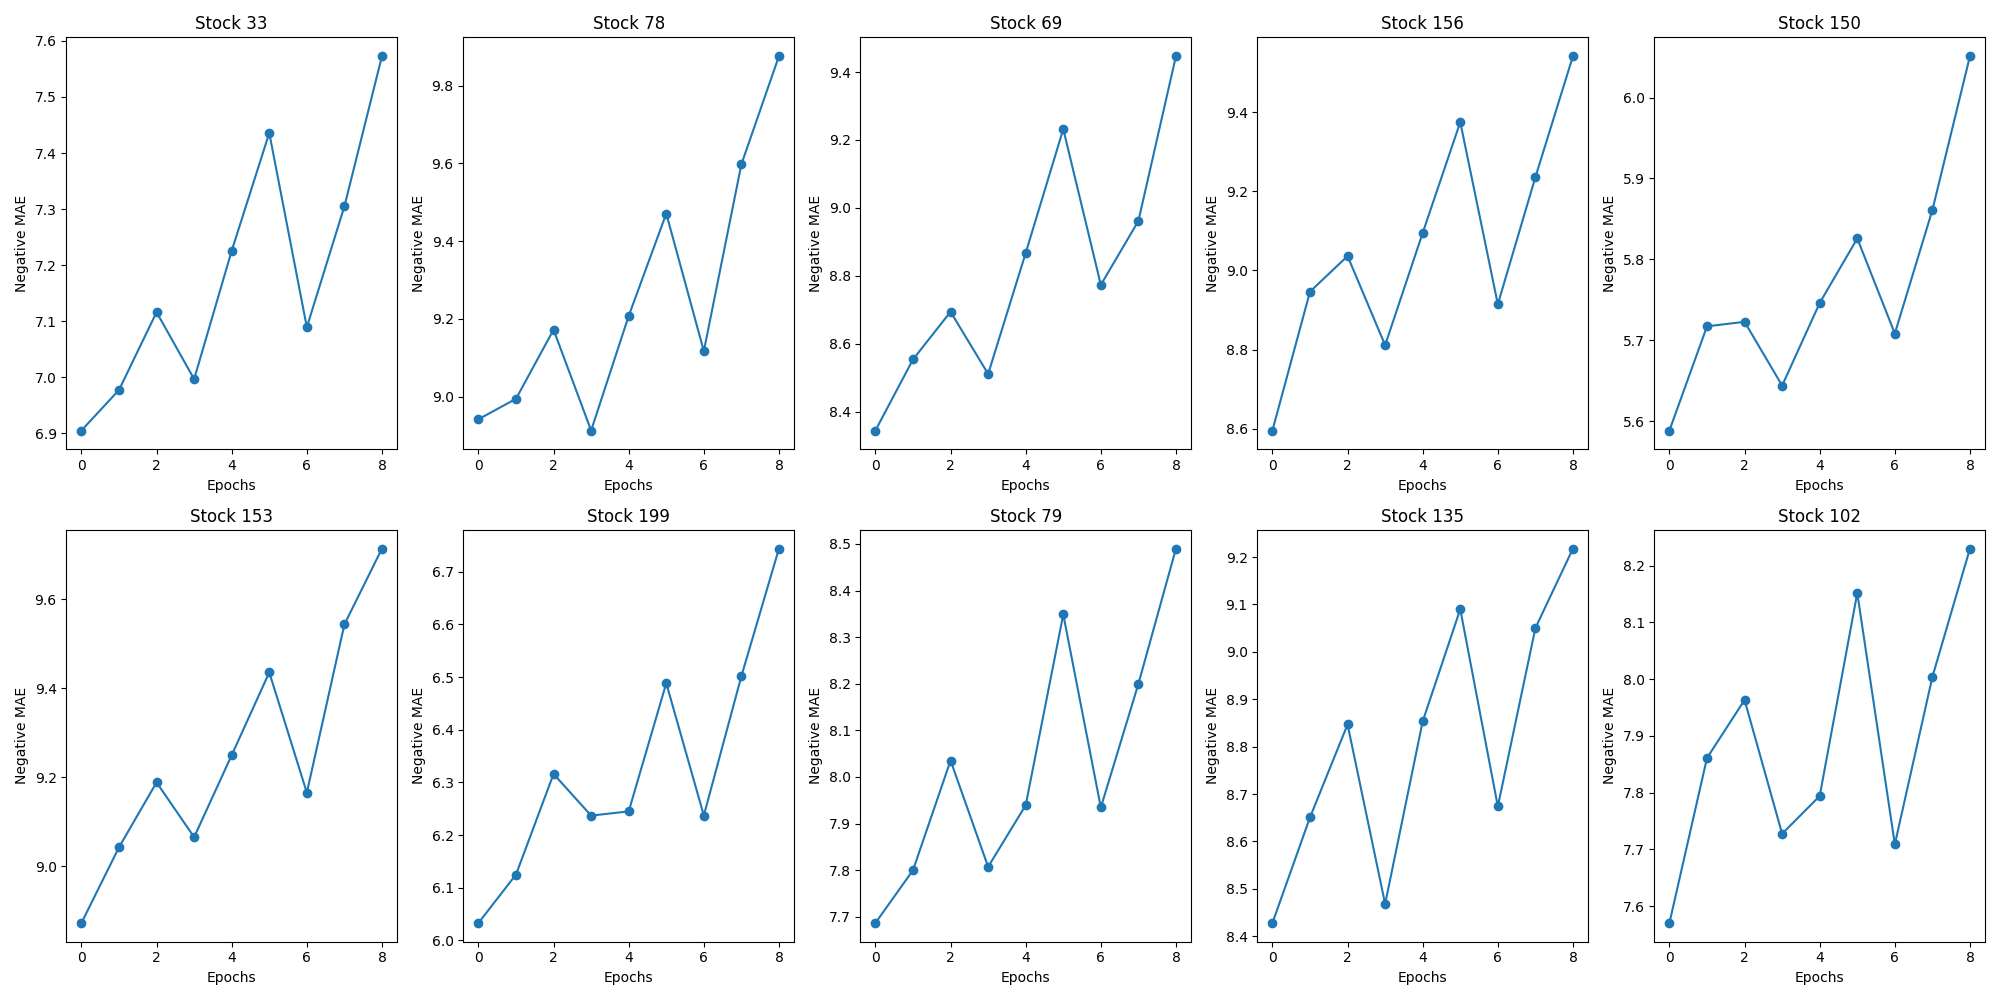 Stock 33
Negative MAE
7.6
7.5
7.4
7.3
7.2
7.1
7.0
6.9
0 2 4 6 8
Epochs
Stock 78
Negative MAE
9.8
9.6
9.4
9.2
9.0
0 2 4 6 8
Epochs
Stock 69
Negative MAE
9.4
9.2
9.0
8.8
8.6
8.4
0 2 4 6 8
Epochs
Stock 156
Negative MAE
9.4
9.2
9.0
8.8
8.6
0 2 4 6 8
Epochs
Stock 150
Negative MAE
6.0
5.9
5.8
5.7
5.6
0 2 4 6 8
Epochs
Stock 153
Negative MAE
9.6
9.4
9.2
9.0
0 2 4 6 8
Epochs
Stock 199
Negative MAE
6.7
6.6
6.5
6.4
6.3
6.2
6.1
6.0
0 2 4 6 8
Epochs
Stock 79
Negative MAE
8.5
8.4
8.3
8.2
8.1
8.0
7.9
7.8
7.7
0 2 4 6 8
Epochs
Stock 135
Negative MAE
9.2
9.1
9.0
8.9
8.8
8.7
8.6
8.5
8.4
0 2 4 6 8
Epochs
Stock 102
Negative MAE
8.2
8.1
8.0
7.9
7.8
7.7
7.6
0 2 4 6 8
Epochs